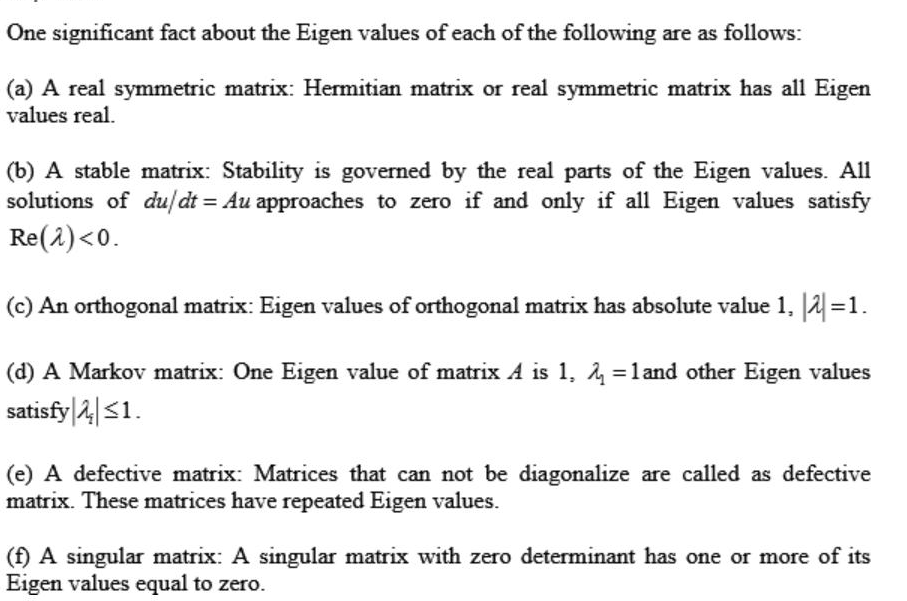 One significant fact about the Eigen values of each of the following are as follows:
(a) A real symmetric matrix: Hermitian matrix or real symmetric matrix has all Eigen
values real.
(b) A stable matrix: Stability is governed by the real parts of the Eigen values. All
solutions of du/dt = Au approaches to zero if and only if all Eigen values satisfy
Re(λ)<0.
(c) An orthogonal matrix: Eigen values of orthogonal matrix has absolute value 1, |λ|=1.
(d) A Markov matrix: One Eigen value of matrix A is 1, λ₁ =1and other Eigen values
satisfy|λᵢ|≤1.
(e) A defective matrix: Matrices that can not be diagonalize are called as defective
matrix. These matrices have repeated Eigen values.
(f) A singular matrix: A singular matrix with zero determinant has one or more of its
Eigen values equal to zero.